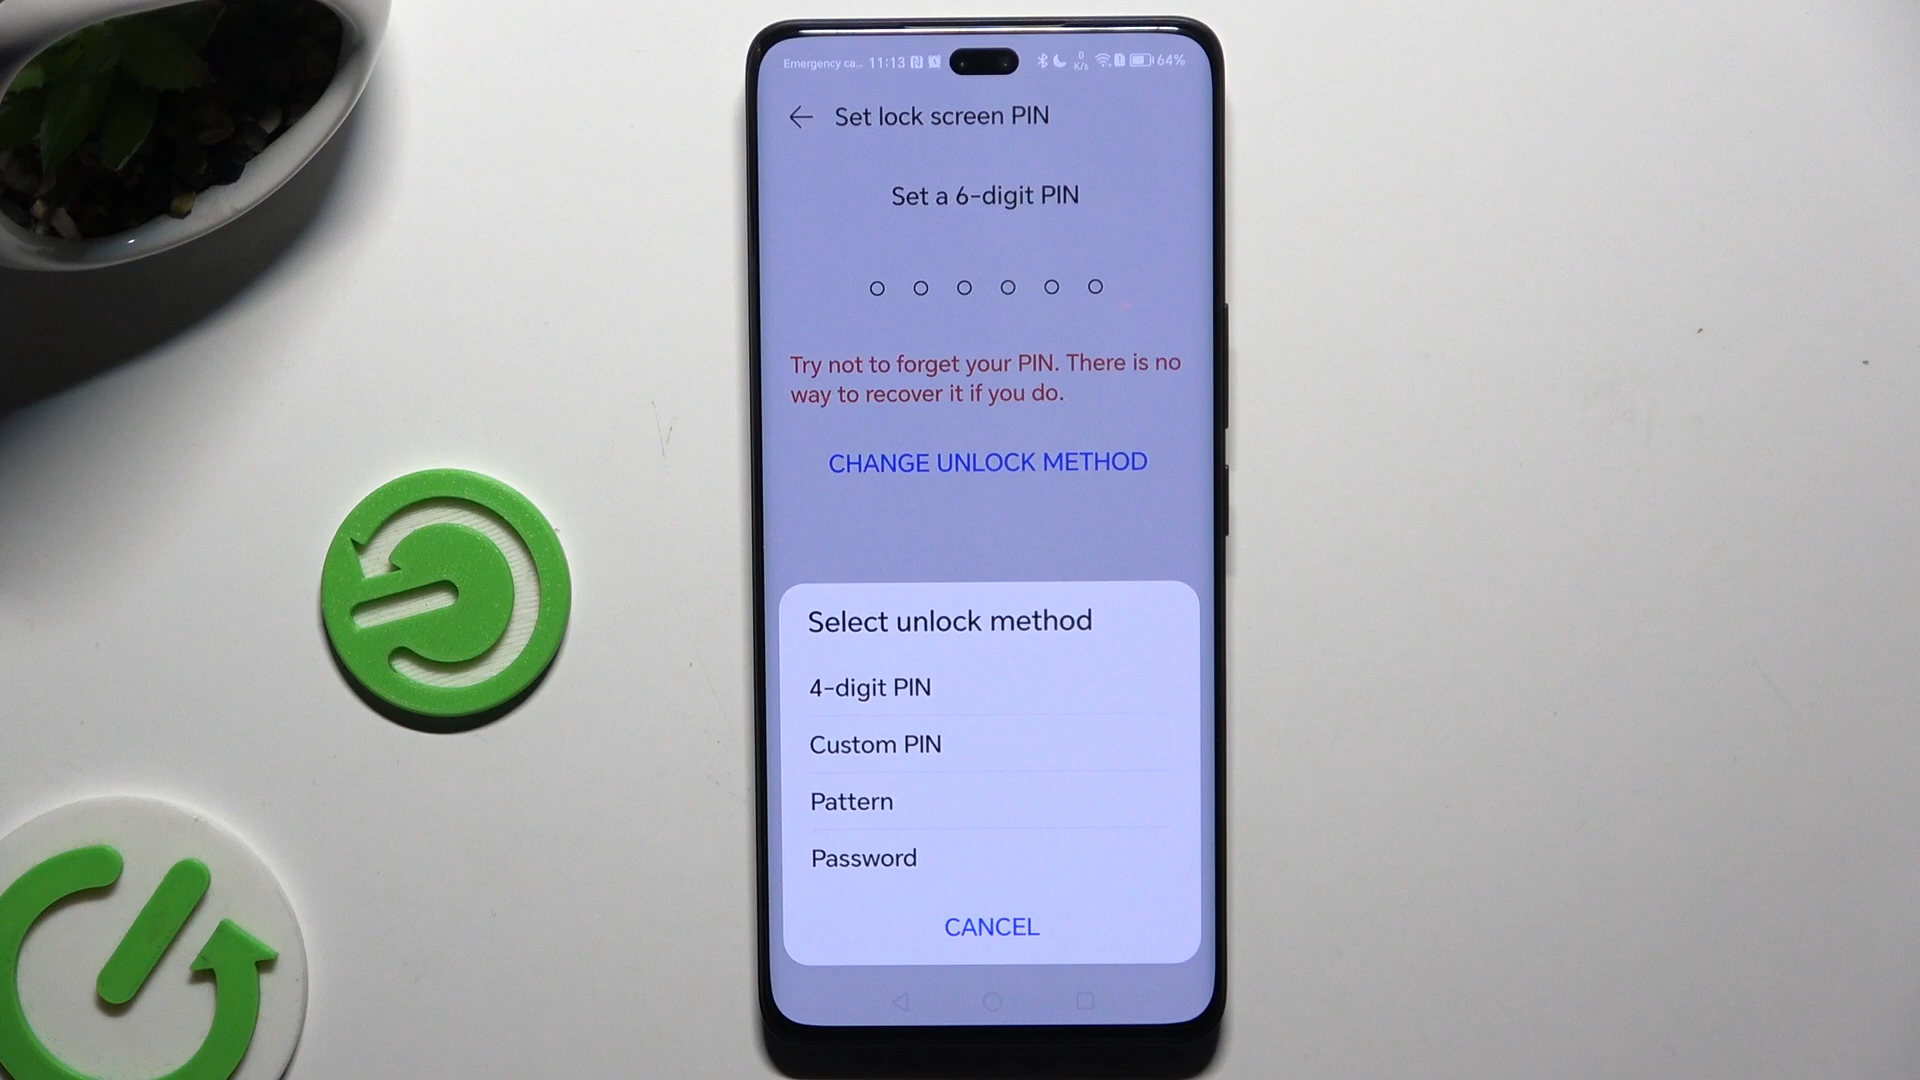 Emergency ca... 11:13 0 K/s 64%
Set lock screen PIN
Set a 6-digit PIN
Try not to forget your PIN. There is no
way to recover it if you do.
CHANGE UNLOCK METHOD
Select unlock method
4-digit PIN
Custom PIN
Pattern
Password
CANCEL